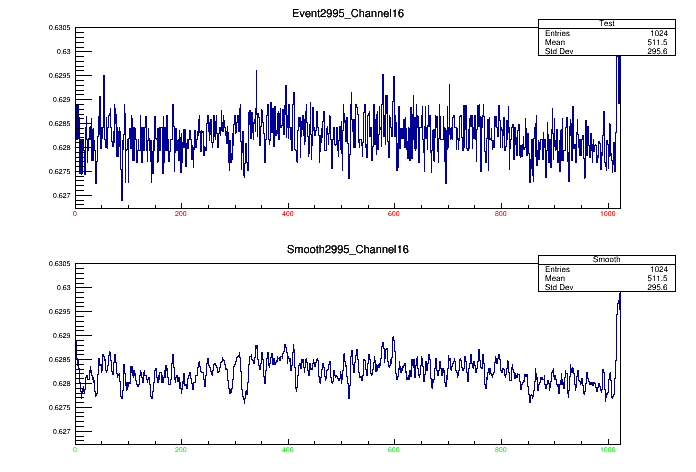 Event2995_Channel16
Test
Entries 1024
Mean 511.5
Std Dev 295.6
0.6305
0.63
0.6295
0.629
0.6285
0.628
0.6275
0.627
0 200 400 600 800 1000
Smooth2995_Channel16
Smooth
Entries 1024
Mean 511.5
Std Dev 295.6
0.6305
0.63
0.6295
0.629
0.6285
0.628
0.6275
0.627
0 200 400 600 800 1000